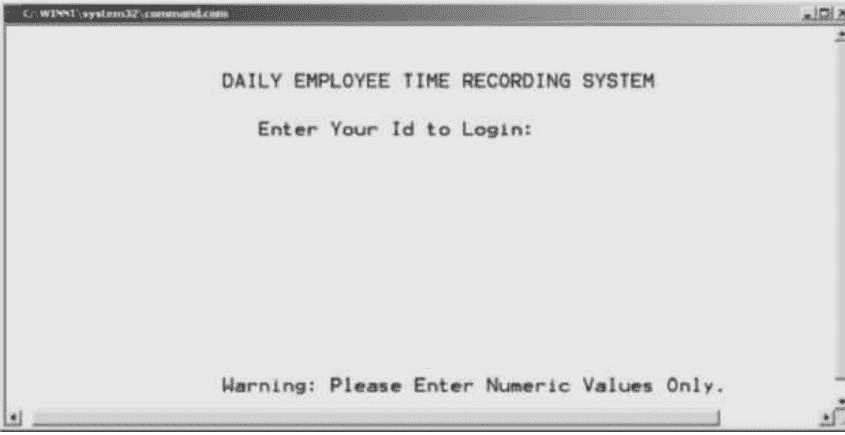 C:\WINNT\system32\command.com
DAILY EMPLOYEE TIME RECORDING SYSTEM
Enter Your Id to Login:
Warning: Please Enter Numeric Values Only.